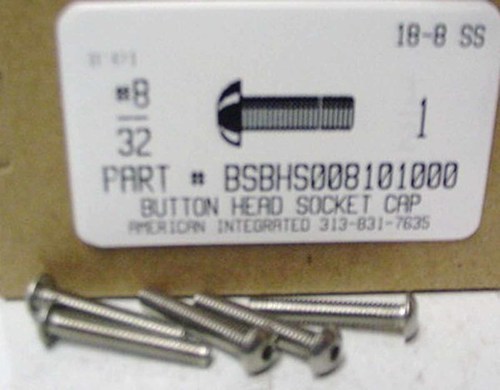 18-8 SS
#8
32
1
PART # BSBHS008101000
BUTTON HEAD SOCKET CAP
AMERICAN INTEGRATED 313-831-7635